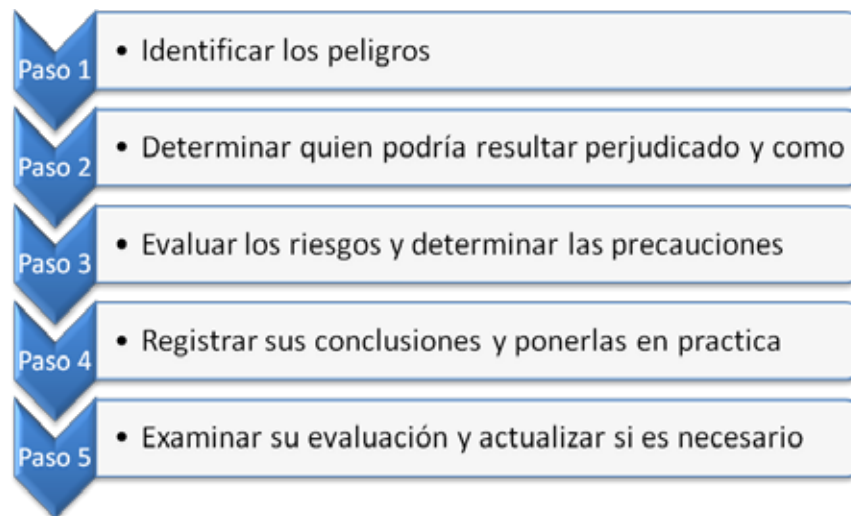 Paso 1
• Identificar los peligros
Paso 2
• Determinar quien podría resultar perjudicado y como
Paso 3
• Evaluar los riesgos y determinar las precauciones
Paso 4
• Registrar sus conclusiones y ponerlas en practica
Paso 5
• Examinar su evaluación y actualizar si es necesario